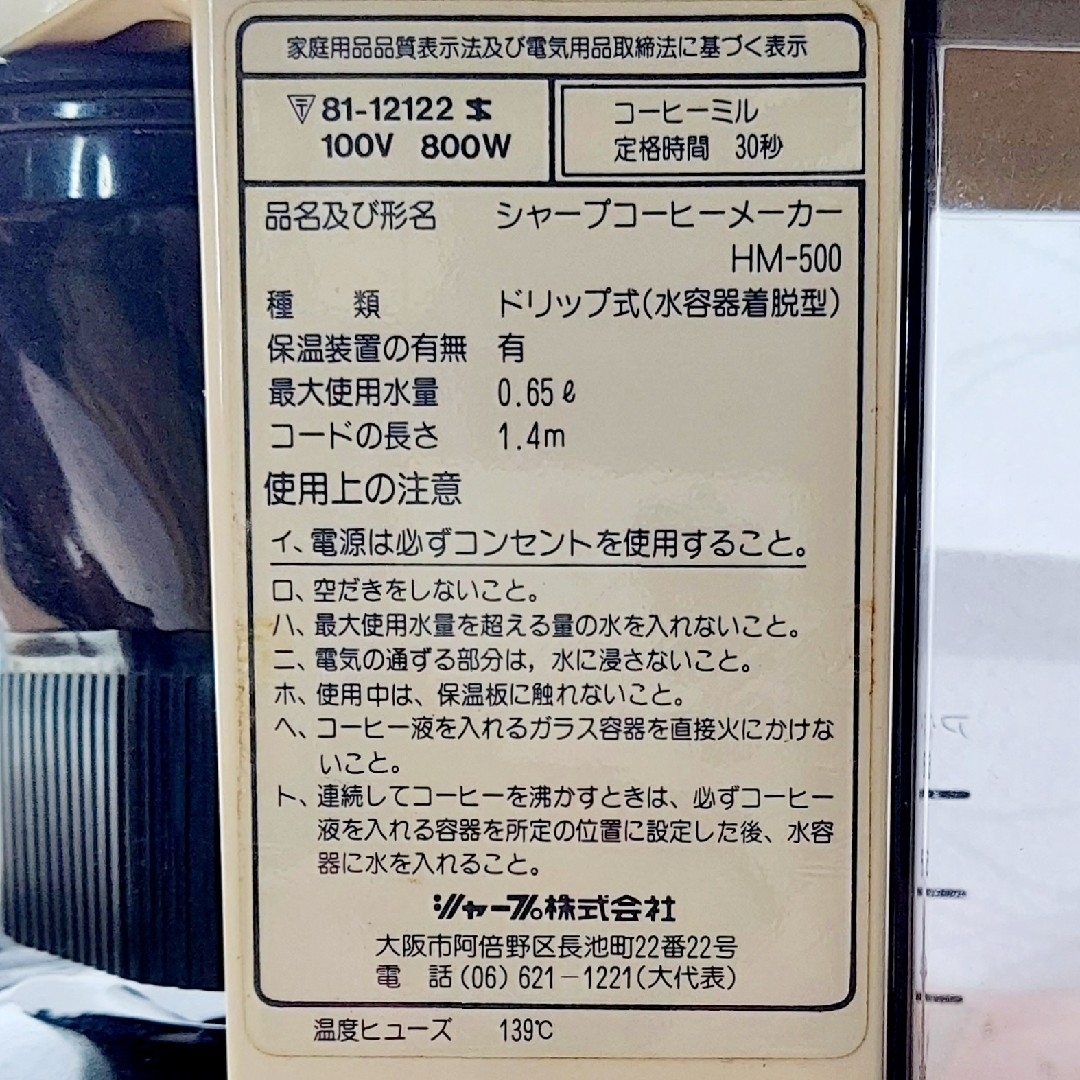 家庭用品品質表示法及び電気用品取締法に基づく表示
81-12122
100V 800W
コーヒーミル
定格時間 30秒
品名及び形名 シャープコーヒーメーカー
HM-500
種 類 ドリップ式(水容器着脱型)
保温装置の有無 有
最大使用水量 0.65ℓ
コードの長さ 1.4m
使用上の注意
イ、電源は必ずコンセントを使用すること。
ロ、空だきをしないこと。
ハ、最大使用水量を超える量の水を入れないこと。
ニ、電気の通ずる部分は,水に浸さないこと。
ホ、使用中は、保温板に触れないこと。
ヘ、コーヒー液を入れるガラス容器を直接火にかけな
いこと。
ト、連続してコーヒーを沸かすときは、必ずコーヒー
液を入れる容器を所定の位置に設定した後、水容
器に水を入れること。
シャープ株式会社
大阪市阿倍野区長池町22番22号
電 話(06)621-1221(大代表)
温度ヒューズ 139℃